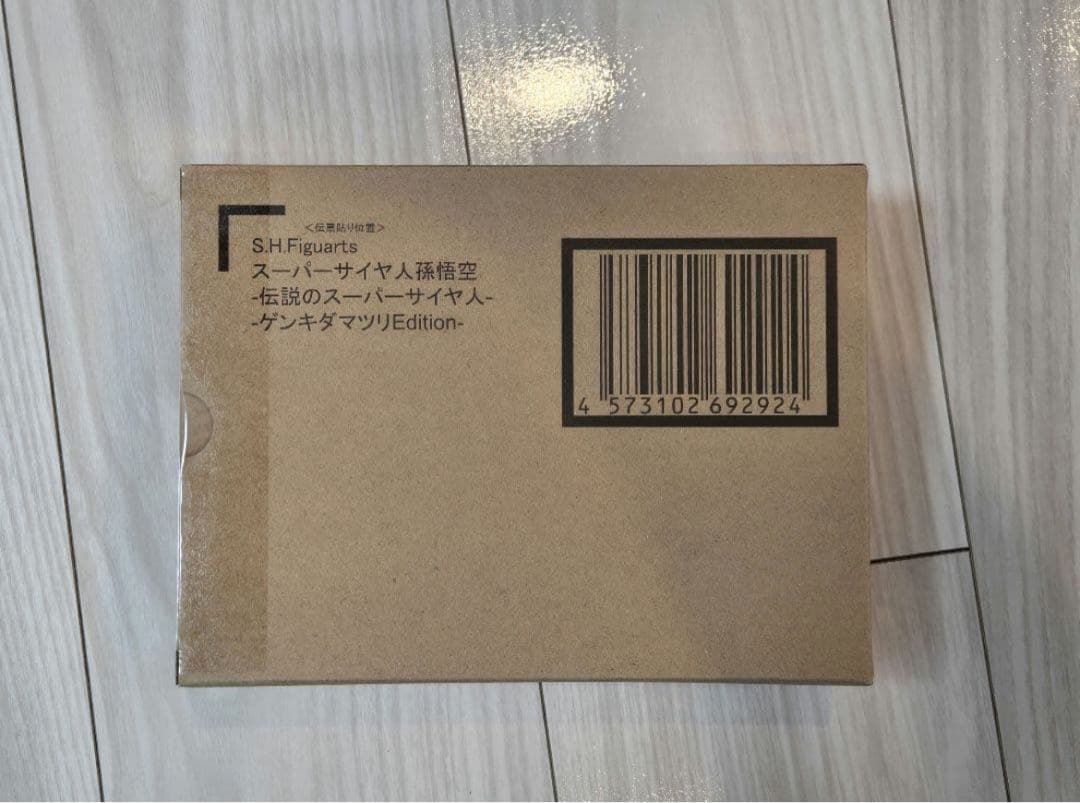 <伝票貼り位置>
S.H.Figuarts
スーパーサイヤ人孫悟空
-伝説のスーパーサイヤ人-
-ゲンキダマツリEdition-
4 573102 692924